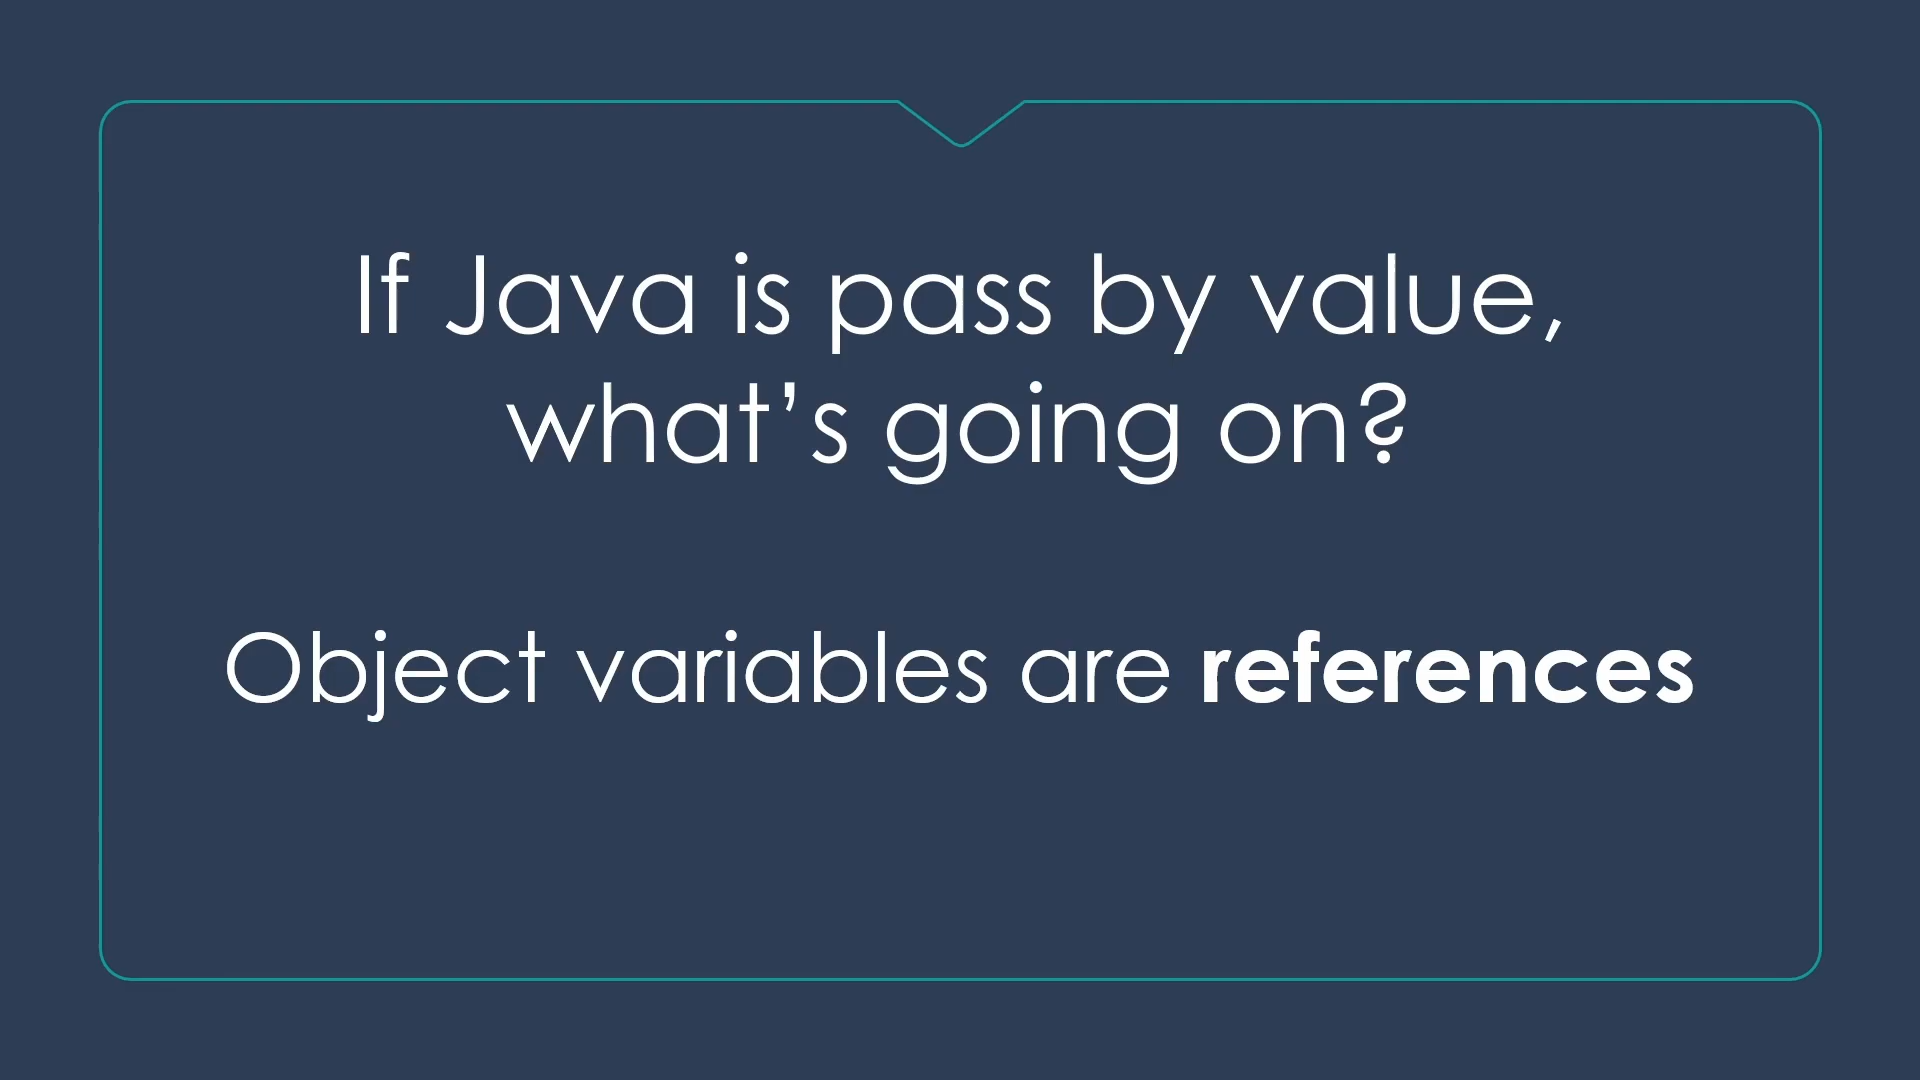 If Java is pass by value,
what’s going on?
Object variables are references